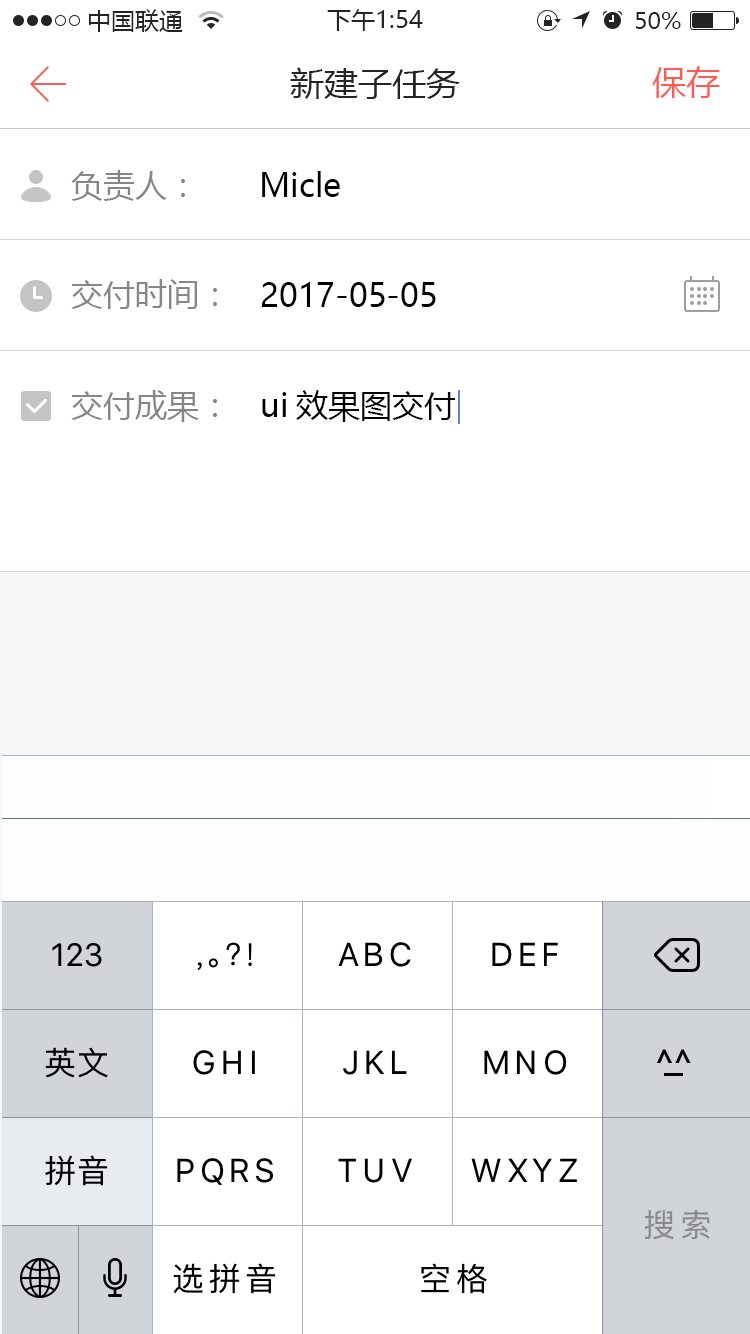 中国联通 下午1:54 50%
新建子任务 保存
负责人： Micle
交付时间： 2017-05-05
交付成果： ui 效果图交付
123 ,。?! ABC DEF
英文 GHI JKL MNO ^^
拼音 PQRS TUV WXYZ
搜索
选拼音 空格